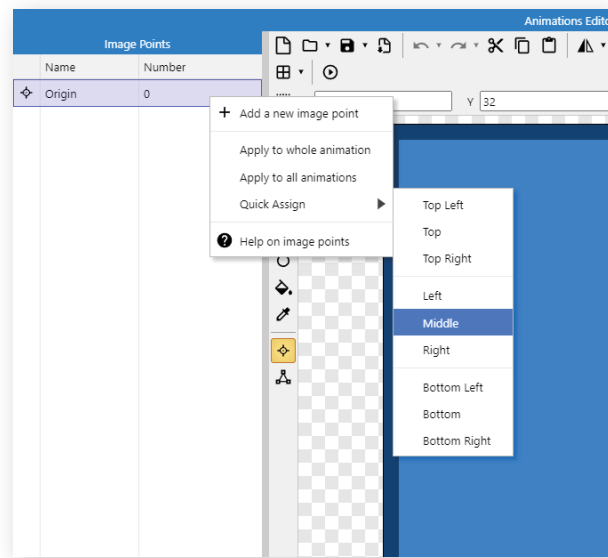 Animations Edito
Image Points
Name Number
Origin 0
Y 32
Add a new image point
Apply to whole animation
Apply to all animations
Quick Assign
Help on image points
Top Left
Top
Top Right
Left
Middle
Right
Bottom Left
Bottom
Bottom Right